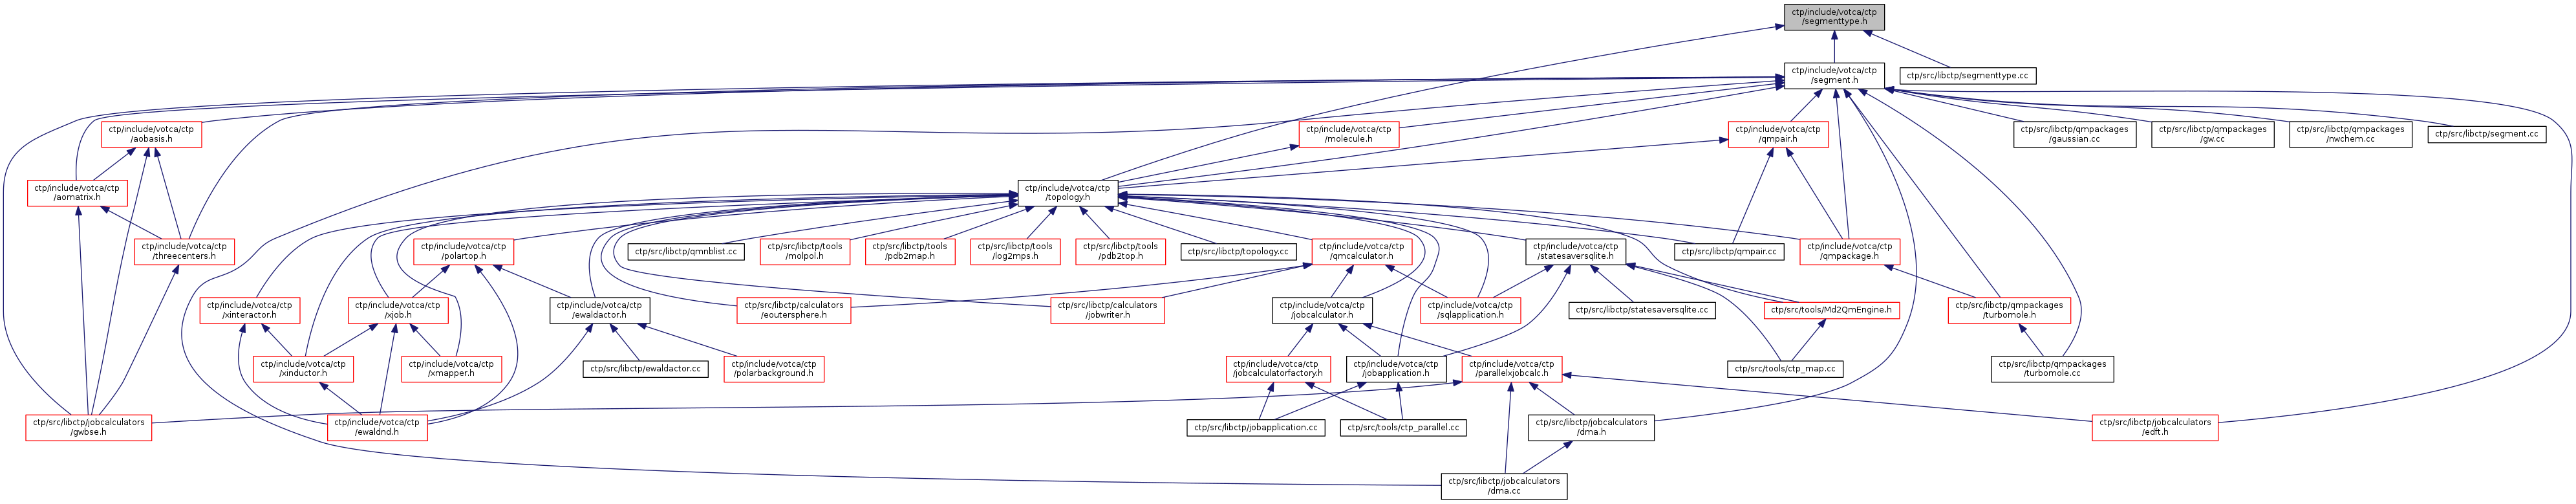 ctp/include/votca/ctp
/segmenttype.h
ctp/include/votca/ctp
/segment.h
ctp/src/libctp/segmenttype.cc
ctp/include/votca/ctp
/aobasis.h
ctp/include/votca/ctp
/molecule.h
ctp/include/votca/ctp
/qmpair.h
ctp/src/libctp/qmpackages
/gaussian.cc
ctp/src/libctp/qmpackages
/gw.cc
ctp/src/libctp/qmpackages
/nwchem.cc
ctp/src/libctp/segment.cc
ctp/include/votca/ctp
/aomatrix.h
ctp/include/votca/ctp
/topology.h
ctp/include/votca/ctp
/threecenters.h
ctp/include/votca/ctp
/polartop.h
ctp/src/libctp/qmnblist.cc
ctp/src/libctp/tools
/molpol.h
ctp/src/libctp/tools
/pdb2map.h
ctp/src/libctp/tools
/log2mps.h
ctp/src/libctp/tools
/pdb2top.h
ctp/src/libctp/topology.cc
ctp/include/votca/ctp
/qmcalculator.h
ctp/include/votca/ctp
/statesaversqlite.h
ctp/src/libctp/qmpair.cc
ctp/include/votca/ctp
/qmpackage.h
ctp/include/votca/ctp
/xinteractor.h
ctp/include/votca/ctp
/xjob.h
ctp/include/votca/ctp
/ewaldactor.h
ctp/src/libctp/calculators
/eoutersphere.h
ctp/src/libctp/calculators
/jobwriter.h
ctp/include/votca/ctp
/jobcalculator.h
ctp/include/votca/ctp
/sqlapplication.h
ctp/src/libctp/statesaversqlite.cc
ctp/src/tools/Md2QmEngine.h
ctp/src/libctp/qmpackages
/turbomole.h
ctp/include/votca/ctp
/xinductor.h
ctp/include/votca/ctp
/xmapper.h
ctp/src/libctp/ewaldactor.cc
ctp/include/votca/ctp
/polarbackground.h
ctp/include/votca/ctp
/jobcalculatorfactory.h
ctp/include/votca/ctp
/jobapplication.h
ctp/include/votca/ctp
/parallelxjobcalc.h
ctp/src/tools/ctp_map.cc
ctp/src/libctp/qmpackages
/turbomole.cc
ctp/src/libctp/jobcalculators
/gwbse.h
ctp/include/votca/ctp
/ewaldnd.h
ctp/src/libctp/jobapplication.cc
ctp/src/tools/ctp_parallel.cc
ctp/src/libctp/jobcalculators
/dma.h
ctp/src/libctp/jobcalculators
/edft.h
ctp/src/libctp/jobcalculators
/dma.cc